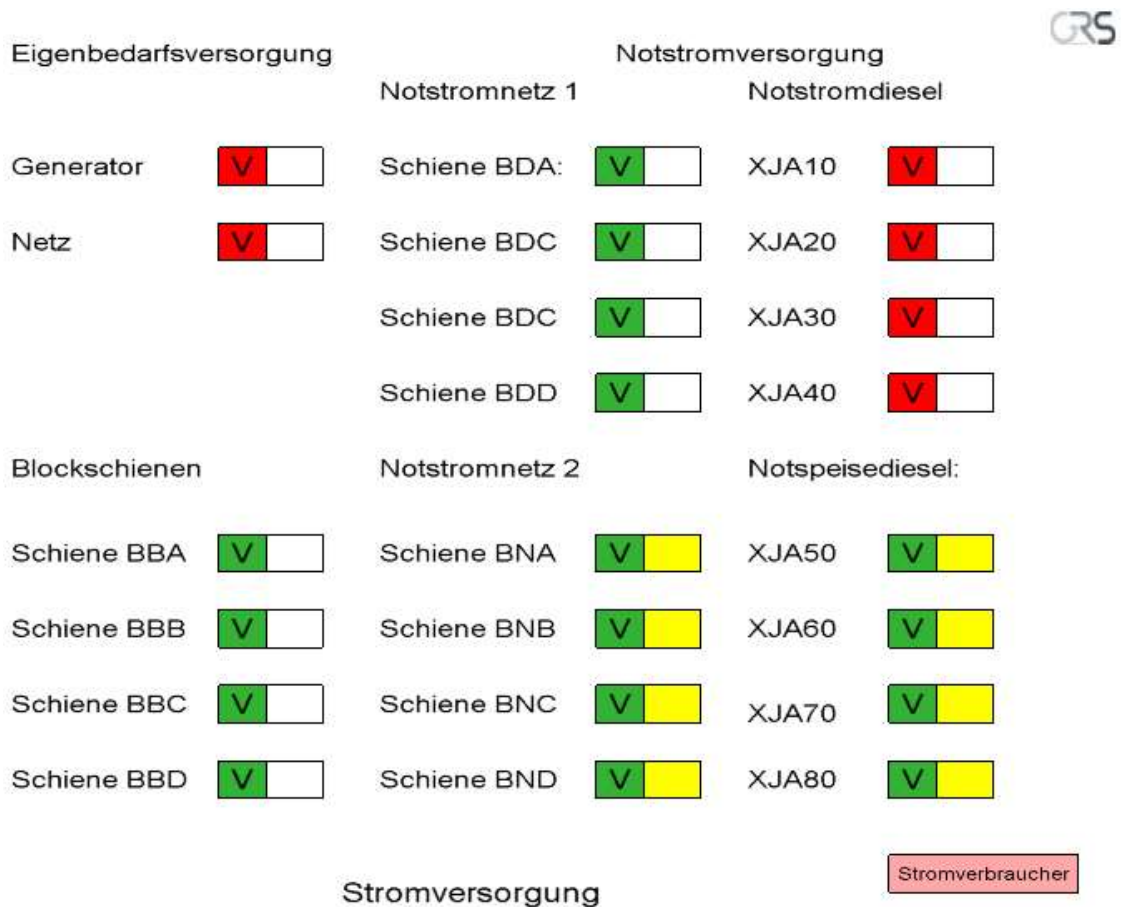 GRS
Eigenbedarfsversorgung Notstromversorgung
Notstromnetz 1 Notstromdiesel
Generator V Schiene BDA: V XJA10 V
Netz V Schiene BDC V XJA20 V
Schiene BDC V XJA30 V
Schiene BDD V XJA40 V
Blockschienen Notstromnetz 2 Notspeisediesel:
Schiene BBA V Schiene BNA V XJA50 V
Schiene BBB V Schiene BNB V XJA60 V
Schiene BBC V Schiene BNC V XJA70 V
Schiene BBD V Schiene BND V XJA80 V
Stromverbraucher
Stromversorgung